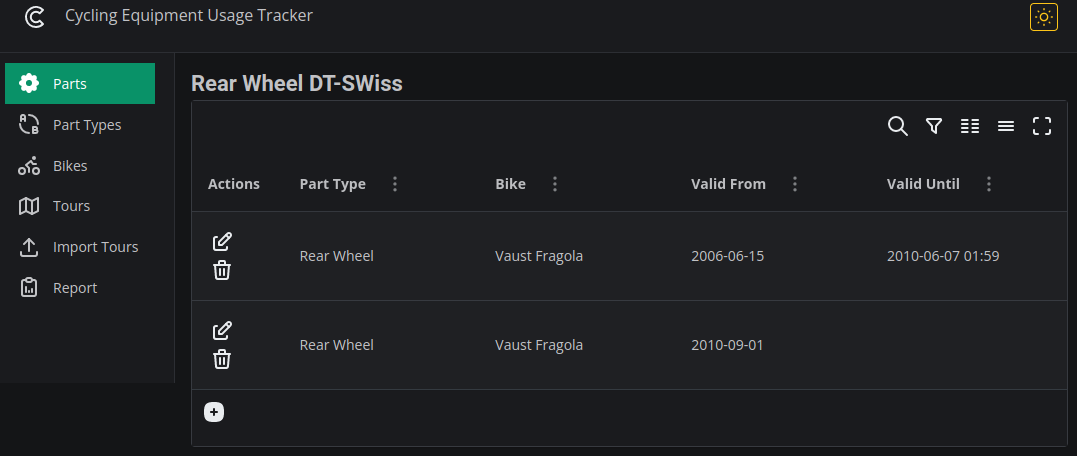 Cycling Equipment Usage Tracker
Parts
Part Types
Bikes
Tours
Import Tours
Report
Rear Wheel DT-SWiss
Actions Part Type Bike Valid From Valid Until
Rear Wheel Vaust Fragola 2006-06-15 2010-06-07 01:59
Rear Wheel Vaust Fragola 2010-09-01